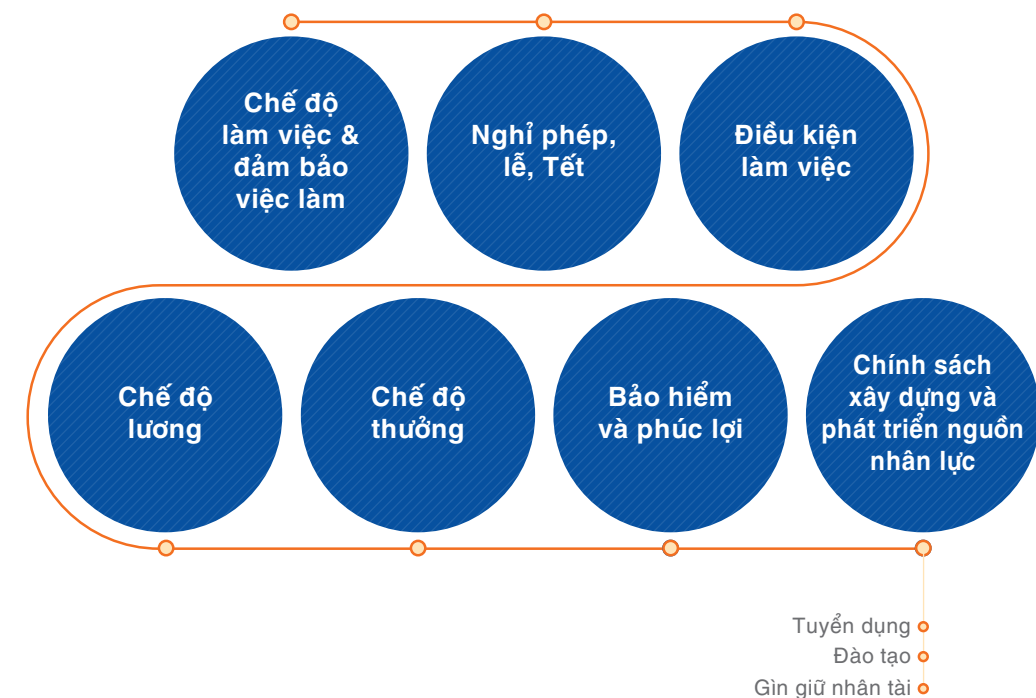 Chế độ
làm việc &
đảm bảo
việc làm
Nghỉ phép,
lễ, Tết
Điều kiện
làm việc
Chế độ
lương
Chế độ
thưởng
Bảo hiểm
và phúc lợi
Chính sách
xây dựng và
phát triển nguồn
nhân lực
Tuyển dụng
Đào tạo
Gìn giữ nhân tài